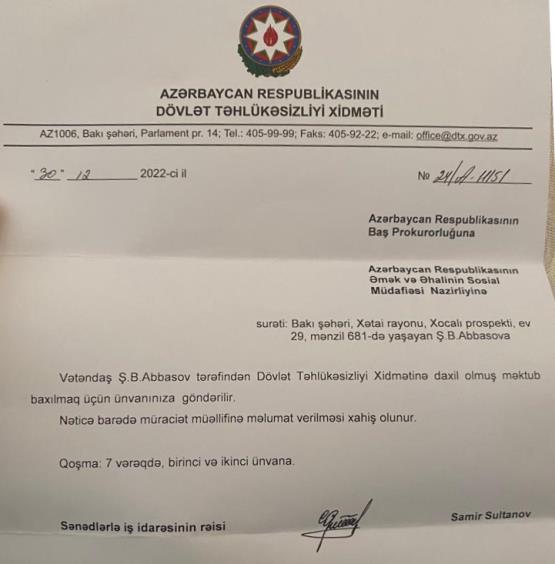 AZƏRBAYCAN RESPUBLİKASININ
DÖVLƏT TƏHLÜKƏSİZLİYİ XİDMƏTİ
AZ1006, Bakı şəhəri, Parlament pr. 14; Tel.: 405-99-99; Faks: 405-92-22; e-mail: office@dtx.gov.az
"30" 12 2022-ci il
№ 24/A-11151
Azərbaycan Respublikasının
Baş Prokurorluğuna
Azərbaycan Respublikasının
Əmək və Əhalinin Sosial
Müdafiəsi Nazirliyinə
surəti: Bakı şəhəri, Xətai rayonu, Xocalı prospekti, ev
29, mənzil 681-də yaşayan Ş.B.Abbasova
Vətəndaş Ş.B.Abbasov tərəfindən Dövlət Təhlükəsizliyi Xidmətinə daxil olmuş məktub
baxılmaq üçün ünvanınıza göndərilir.
Nəticə barədə müraciət müəllifinə məlumat verilməsi xahiş olunur.
Qoşma: 7 vərəqdə, birinci və ikinci ünvana.
Sənədlərlə iş idarəsinin rəisi
Samir Sultanov